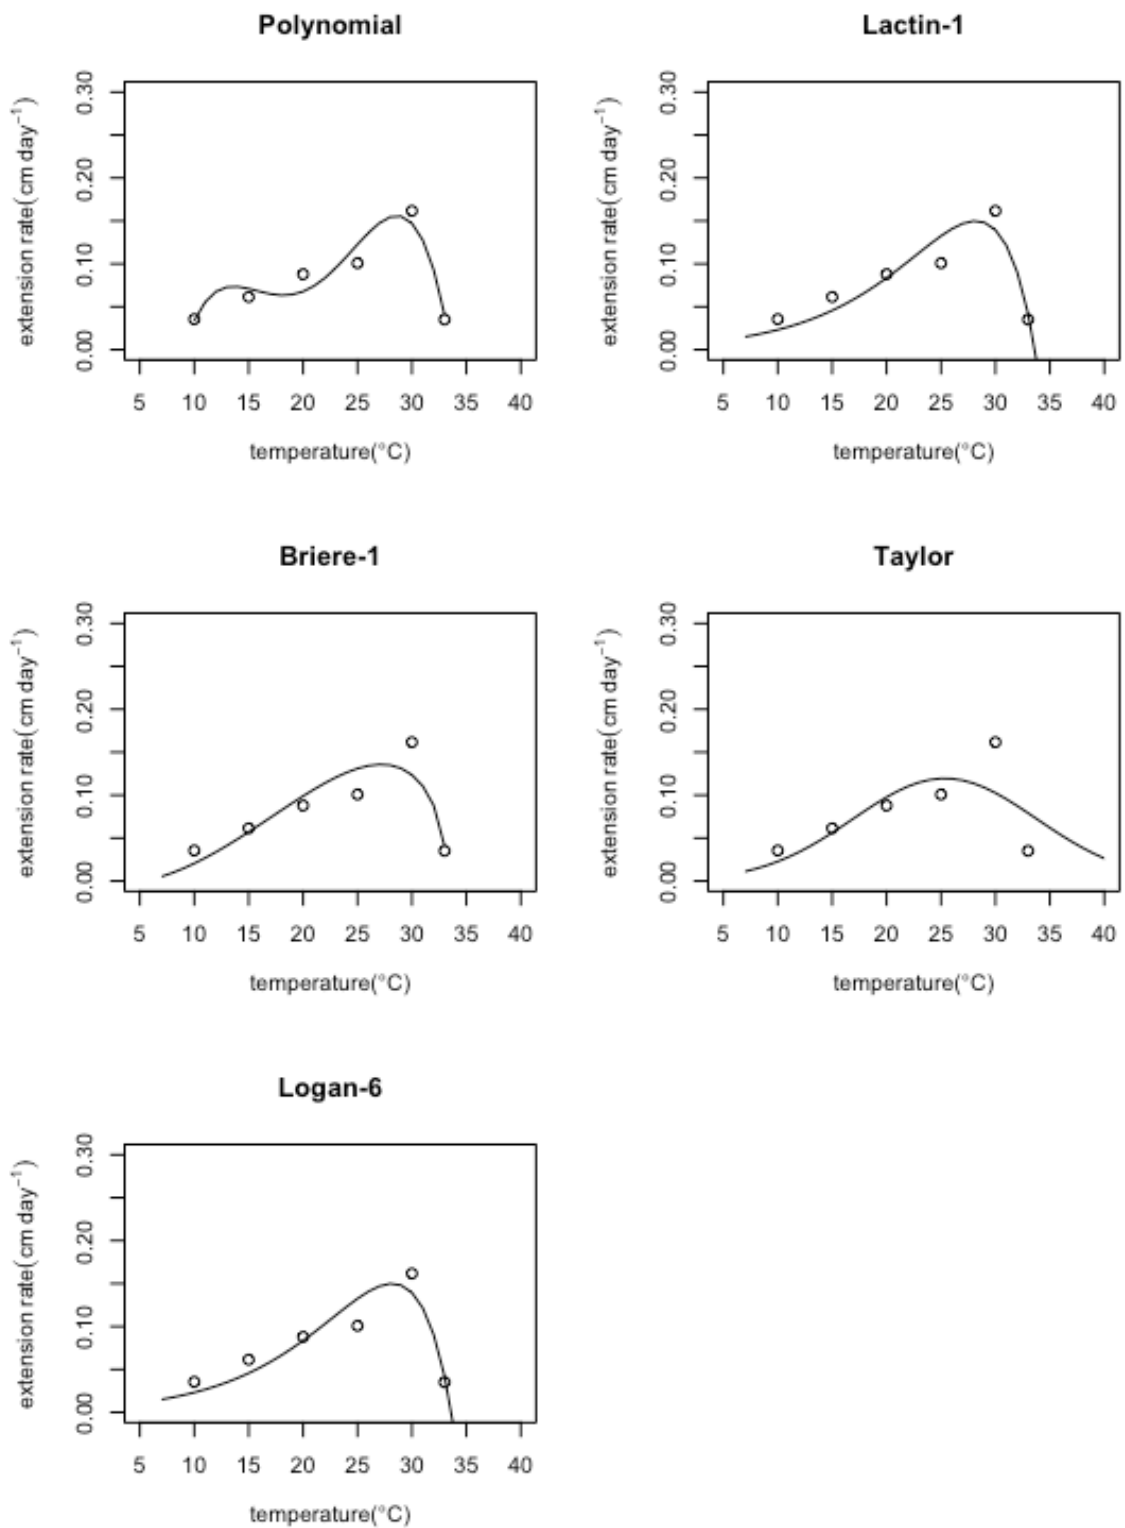 Polynomial
extension rate(cm day⁻¹)
0.00 0.10 0.20 0.30
5 10 15 20 25 30 35 40
temperature(°C)
Lactin-1
extension rate(cm day⁻¹)
0.00 0.10 0.20 0.30
5 10 15 20 25 30 35 40
temperature(°C)
Briere-1
extension rate(cm day⁻¹)
0.00 0.10 0.20 0.30
5 10 15 20 25 30 35 40
temperature(°C)
Taylor
extension rate(cm day⁻¹)
0.00 0.10 0.20 0.30
5 10 15 20 25 30 35 40
temperature(°C)
Logan-6
extension rate(cm day⁻¹)
0.00 0.10 0.20 0.30
5 10 15 20 25 30 35 40
temperature(°C)